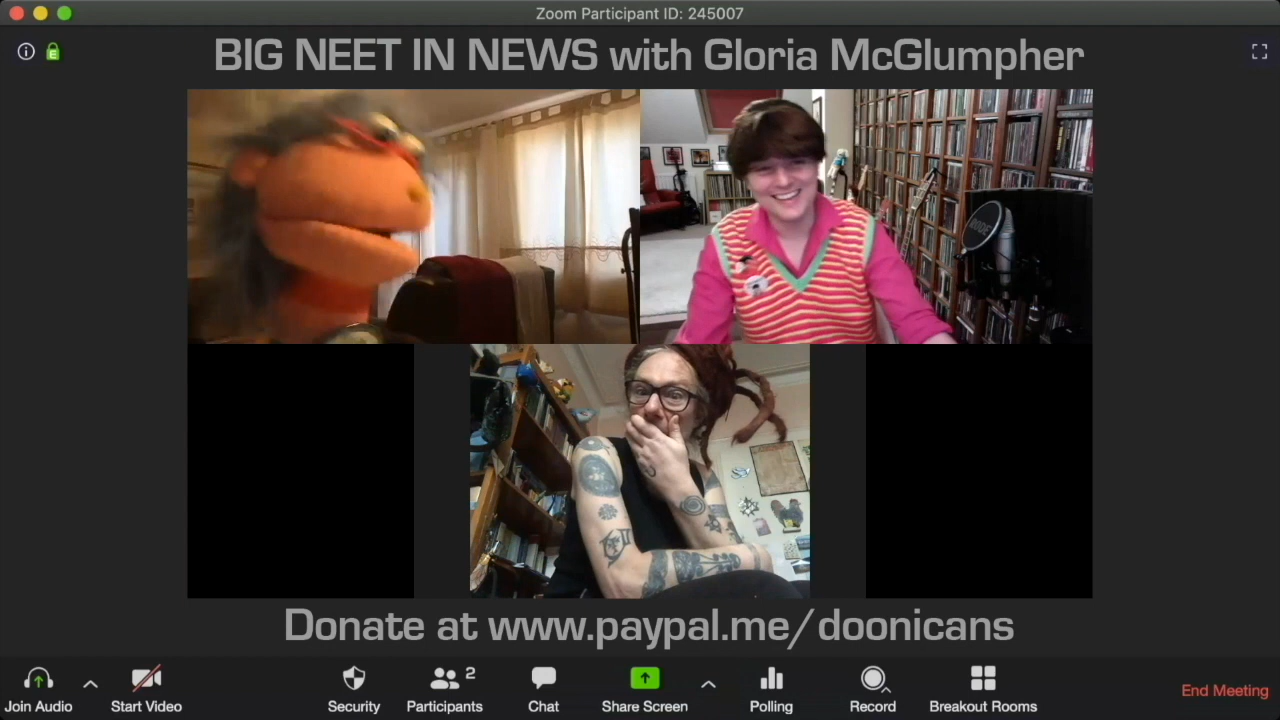 Zoom Participant ID: 245007
BIG NEET IN NEWS with Gloria McGlumpher
RØDE
Donate at www.paypal.me/doonicans
2
Join Audio
Start Video
Security
Participants
Chat
Share Screen
Polling
Record
Breakout Rooms
End Meeting